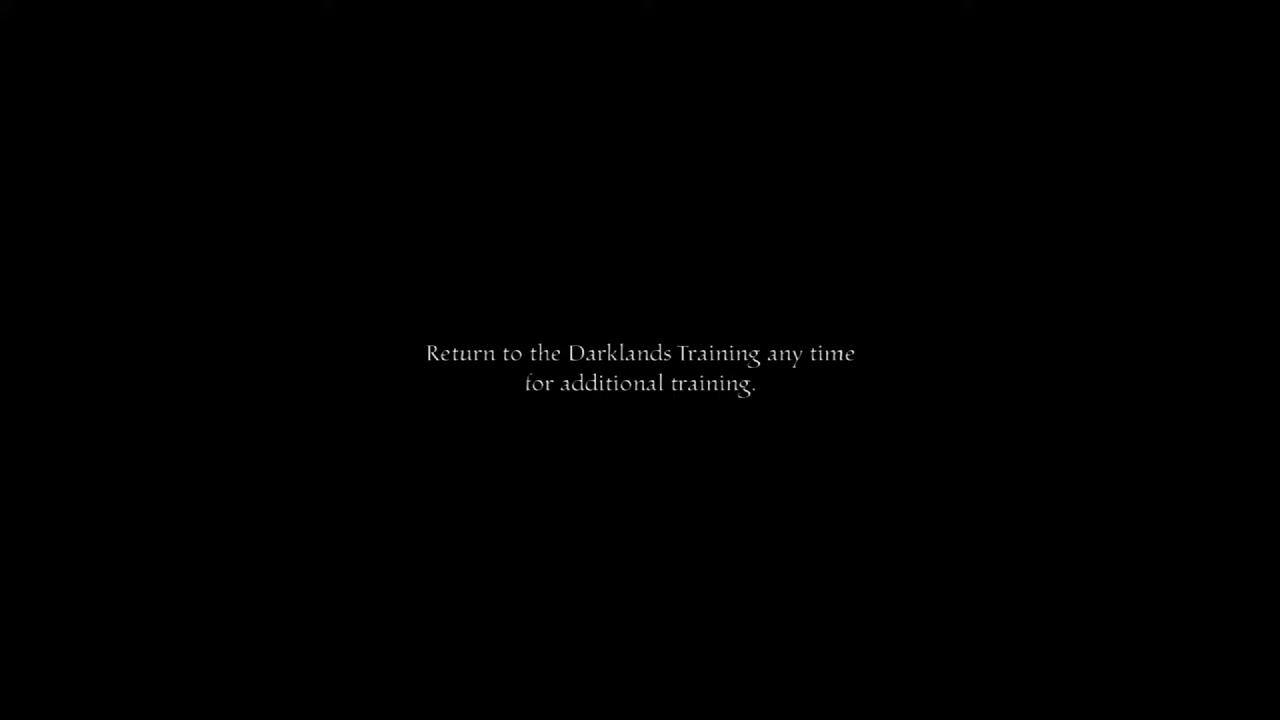 Return to the Darklands Training any time
for additional training.